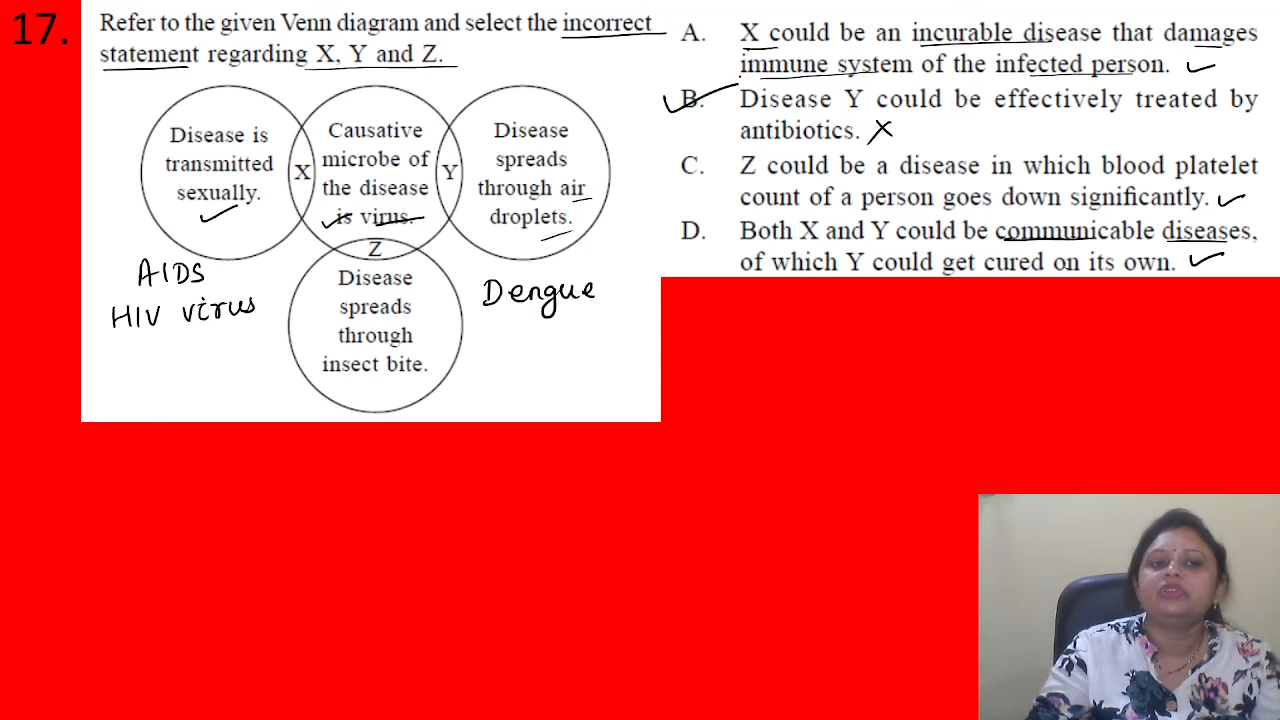 17.
Refer to the given Venn diagram and select the incorrect
statement regarding X, Y and Z.
Disease is
transmitted
sexually.
X
Causative
microbe of
the disease
is virus.
Y
Disease
spreads
through air
droplets.
Z
Disease
spreads
through
insect bite.
AIDS
HIV virus
Dengue
A. X could be an incurable disease that damages
immune system of the infected person.
B. Disease Y could be effectively treated by
antibiotics.
C. Z could be a disease in which blood platelet
count of a person goes down significantly.
D. Both X and Y could be communicable diseases,
of which Y could get cured on its own.